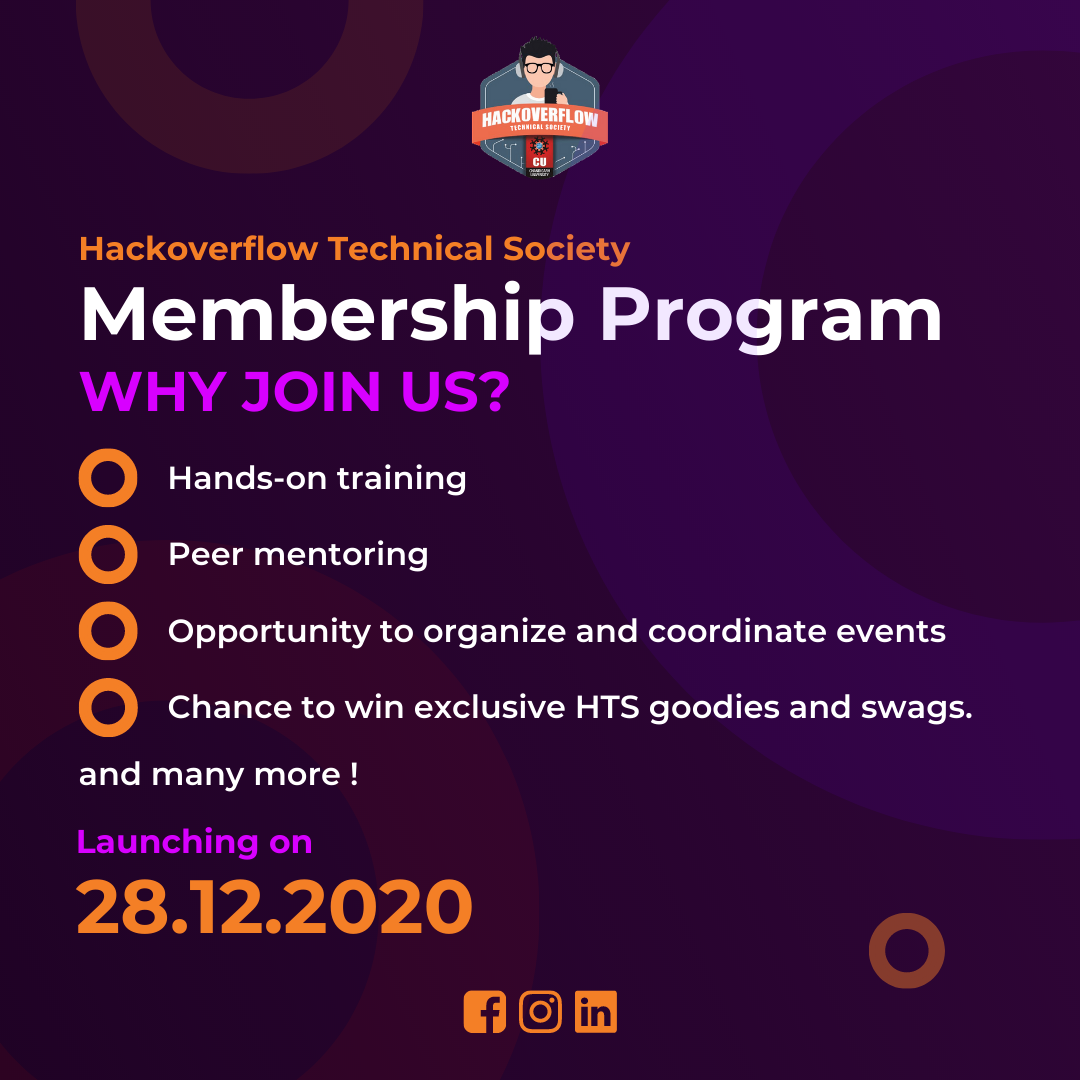 HACKOVERFLOW
TECHNICAL SOCIETY
CU
CHANDIGARH
UNIVERSITY
Hackoverflow Technical Society
Membership Program
WHY JOIN US?
Hands-on training
Peer mentoring
Opportunity to organize and coordinate events
Chance to win exclusive HTS goodies and swags.
and many more !
Launching on
28.12.2020